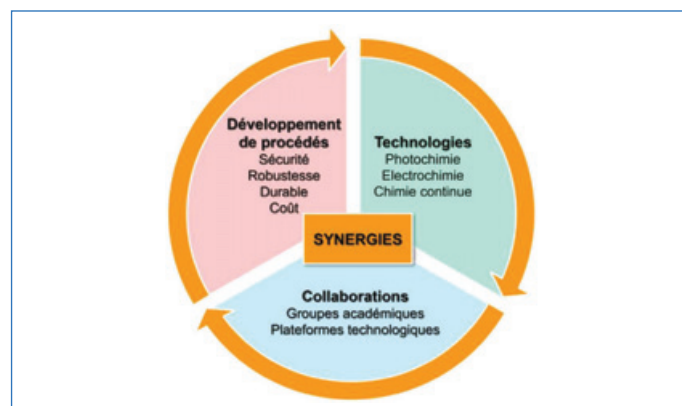 Développement
de procédés
Sécurité
Robustesse
Durable
Coût
Technologies
Photochimie
Electrochimie
Chimie continue
SYNERGIES
Collaborations
Groupes académiques
Plateformes technologiques